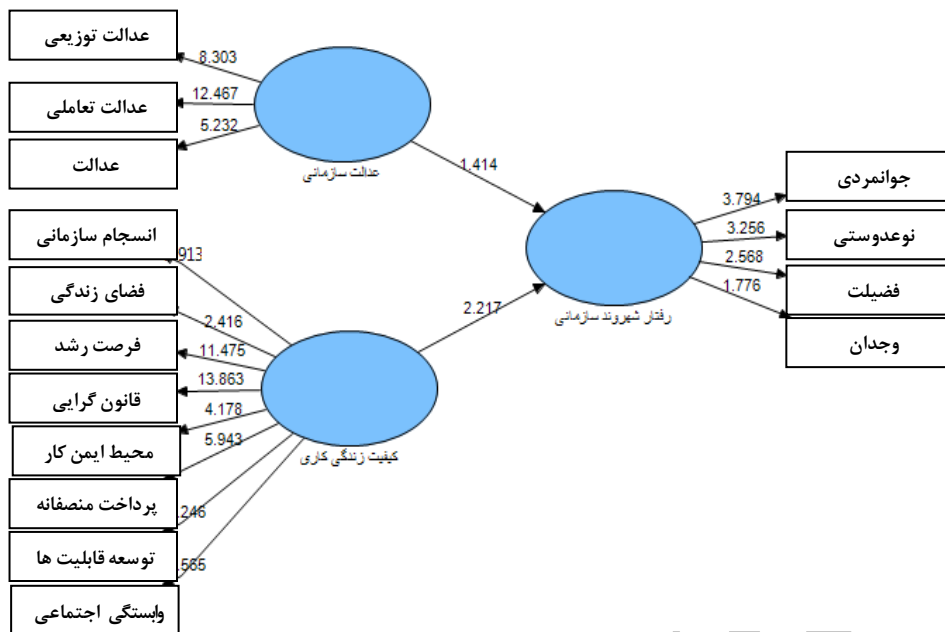 عدالت توزیعی
8.303
عدالت تعاملی
12.467
عدالت
5.232
عدالت سازمانی
1.414
انسجام سازمانی
فضای زندگی
2.416
فرصت رشد
11.475
قانون گرایی
13.863
محیط ایمن کار
4.178
پرداخت منصفانه
5.943
توسعه قابلیت ها
وابستگی اجتماعی
کیفیت زندگی کاری
2.217
رفتار شهروند سازمانی
جوانمردی
3.794
نوعدوستی
3.256
فضیلت
2.568
وجدان
1.776